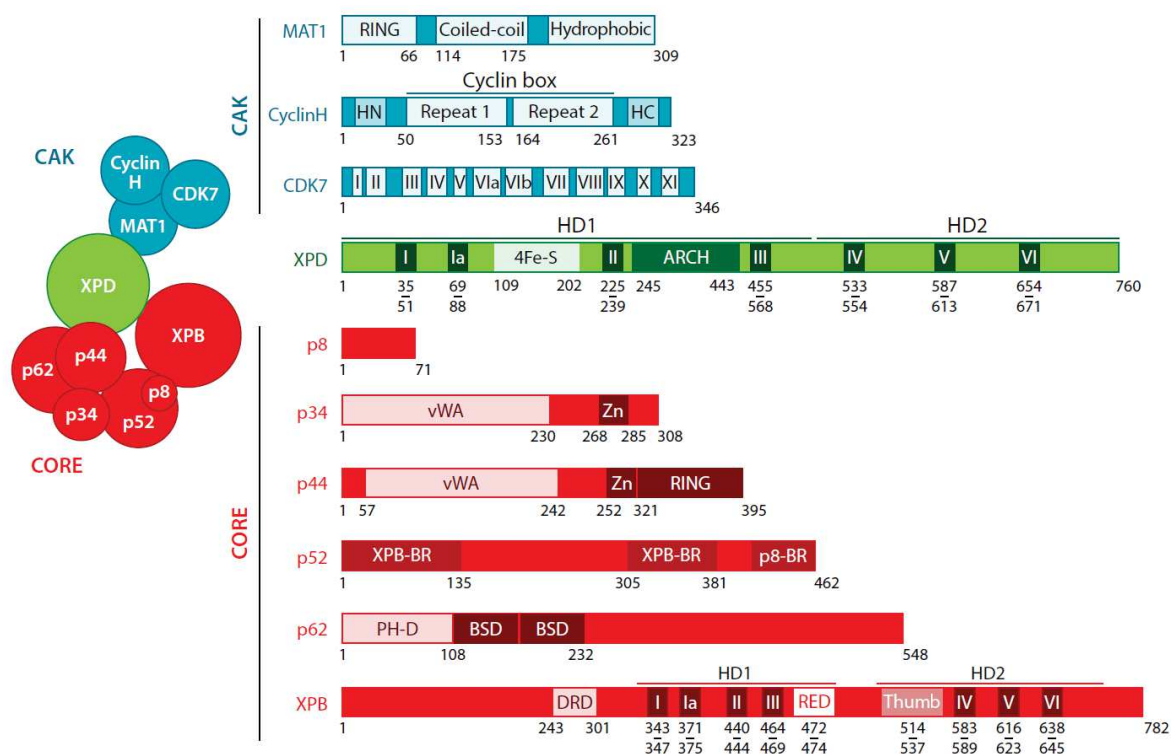 CAK
Cyclin
H
CDK7
MAT1
XPD
XPB
p44
p62
p8
p34
p52
CORE
CAK
MAT1
RING Coiled-coil Hydrophobic
1 66 114 175 309
Cyclin box
CyclinH
HN Repeat 1 Repeat 2 HC
1 50 153 164 261 323
CDK7
I II III IV V VIa VIb VII VIII IX X XI
1 346
HD1 HD2
XPD
I Ia 4Fe-S II ARCH III IV V VI
1 35 69 109 202 225 245 443 455 533 587 654 760
51 88 239 568 554 613 671
CORE
p8
1 71
p34
vWA Zn
1 230 268 285 308
p44
vWA Zn RING
1 57 242 252 321 395
p52
XPB-BR XPB-BR p8-BR
1 135 305 381 462
p62
PH-D BSD BSD
1 108 232 548
HD1 HD2
XPB
DRD I Ia II III RED Thumb IV V VI
1 243 301 343 371 440 464 472 514 583 616 638 782
347 375 444 469 474 537 589 623 645